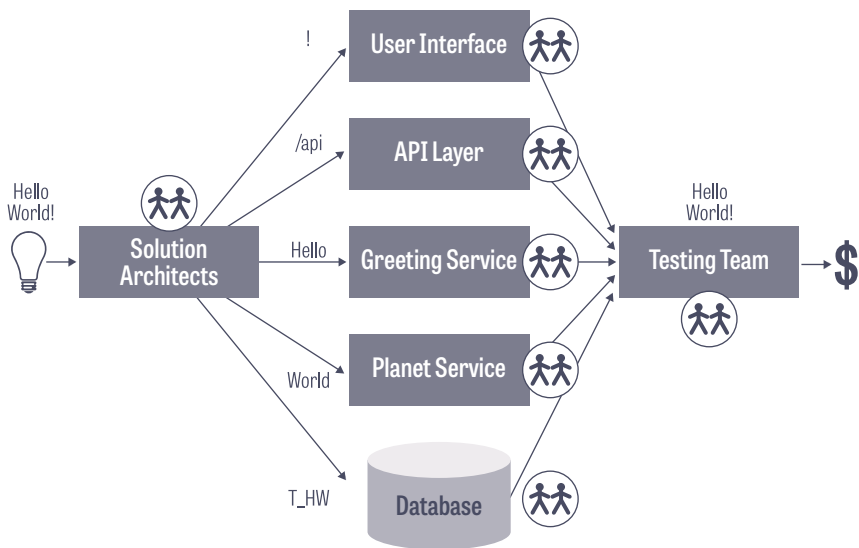 !
User Interface
/api
API Layer
Hello
World!
Hello
World!
Solution
Architects
Hello
Greeting Service
Testing Team
$
World
Planet Service
T_HW
Database